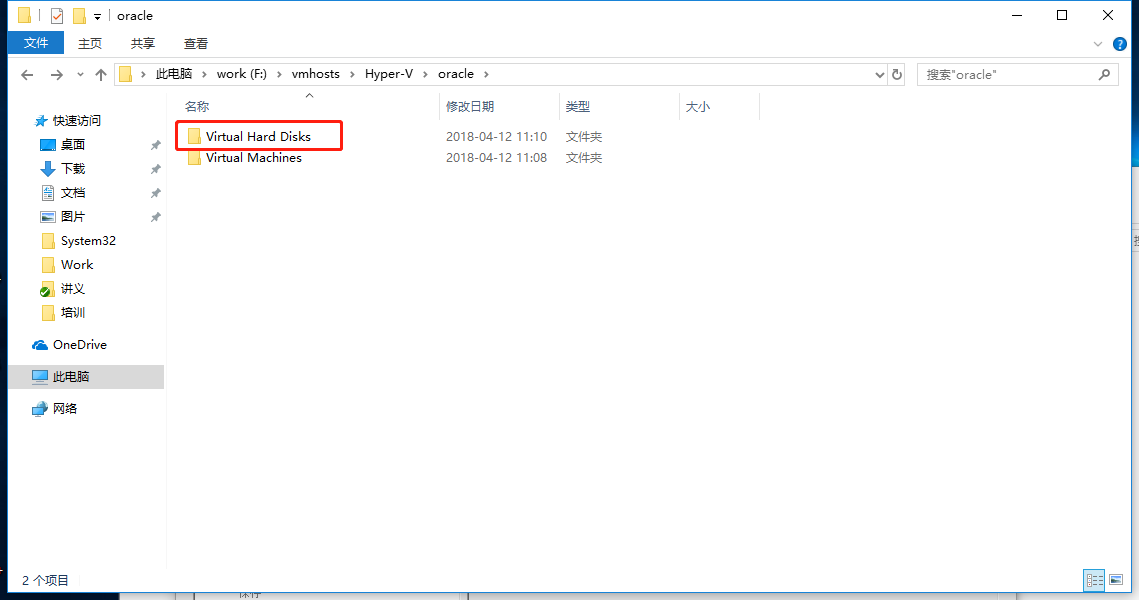 oracle
文件 主页 共享 查看
此电脑 work (F:) vmhosts Hyper-V oracle 搜索"oracle"
名称 修改日期 类型 大小
Virtual Hard Disks 2018-04-12 11:10 文件夹
Virtual Machines 2018-04-12 11:08 文件夹
快速访问
桌面
下载
文档
图片
System32
Work
讲义
培训
OneDrive
此电脑
网络
2 个项目